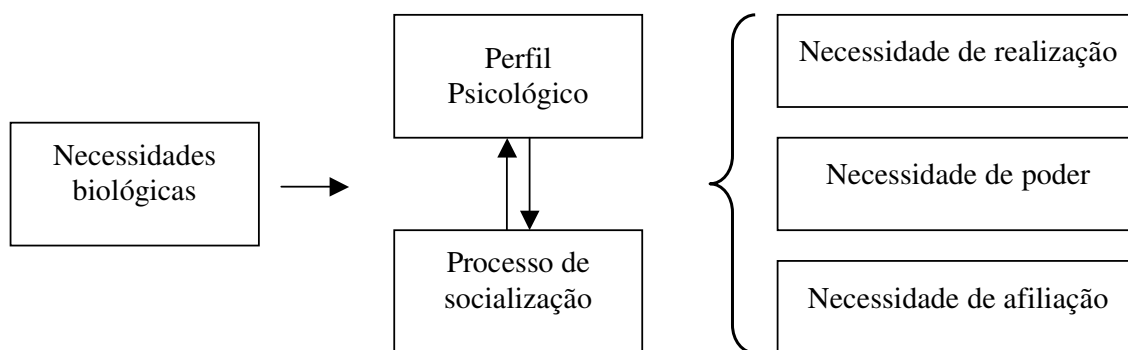 Necessidades
biológicas
Perfil
Psicológico
Processo de
socialização
Necessidade de realização
Necessidade de poder
Necessidade de afiliação